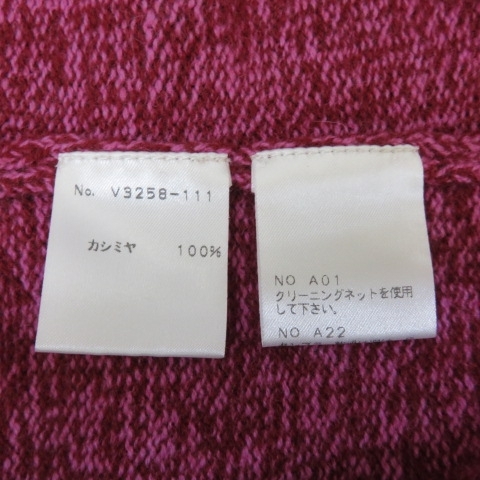 No. V3258-111
カシミヤ 100%
NO A01
クリーニングネットを使用
して下さい。
NO A22